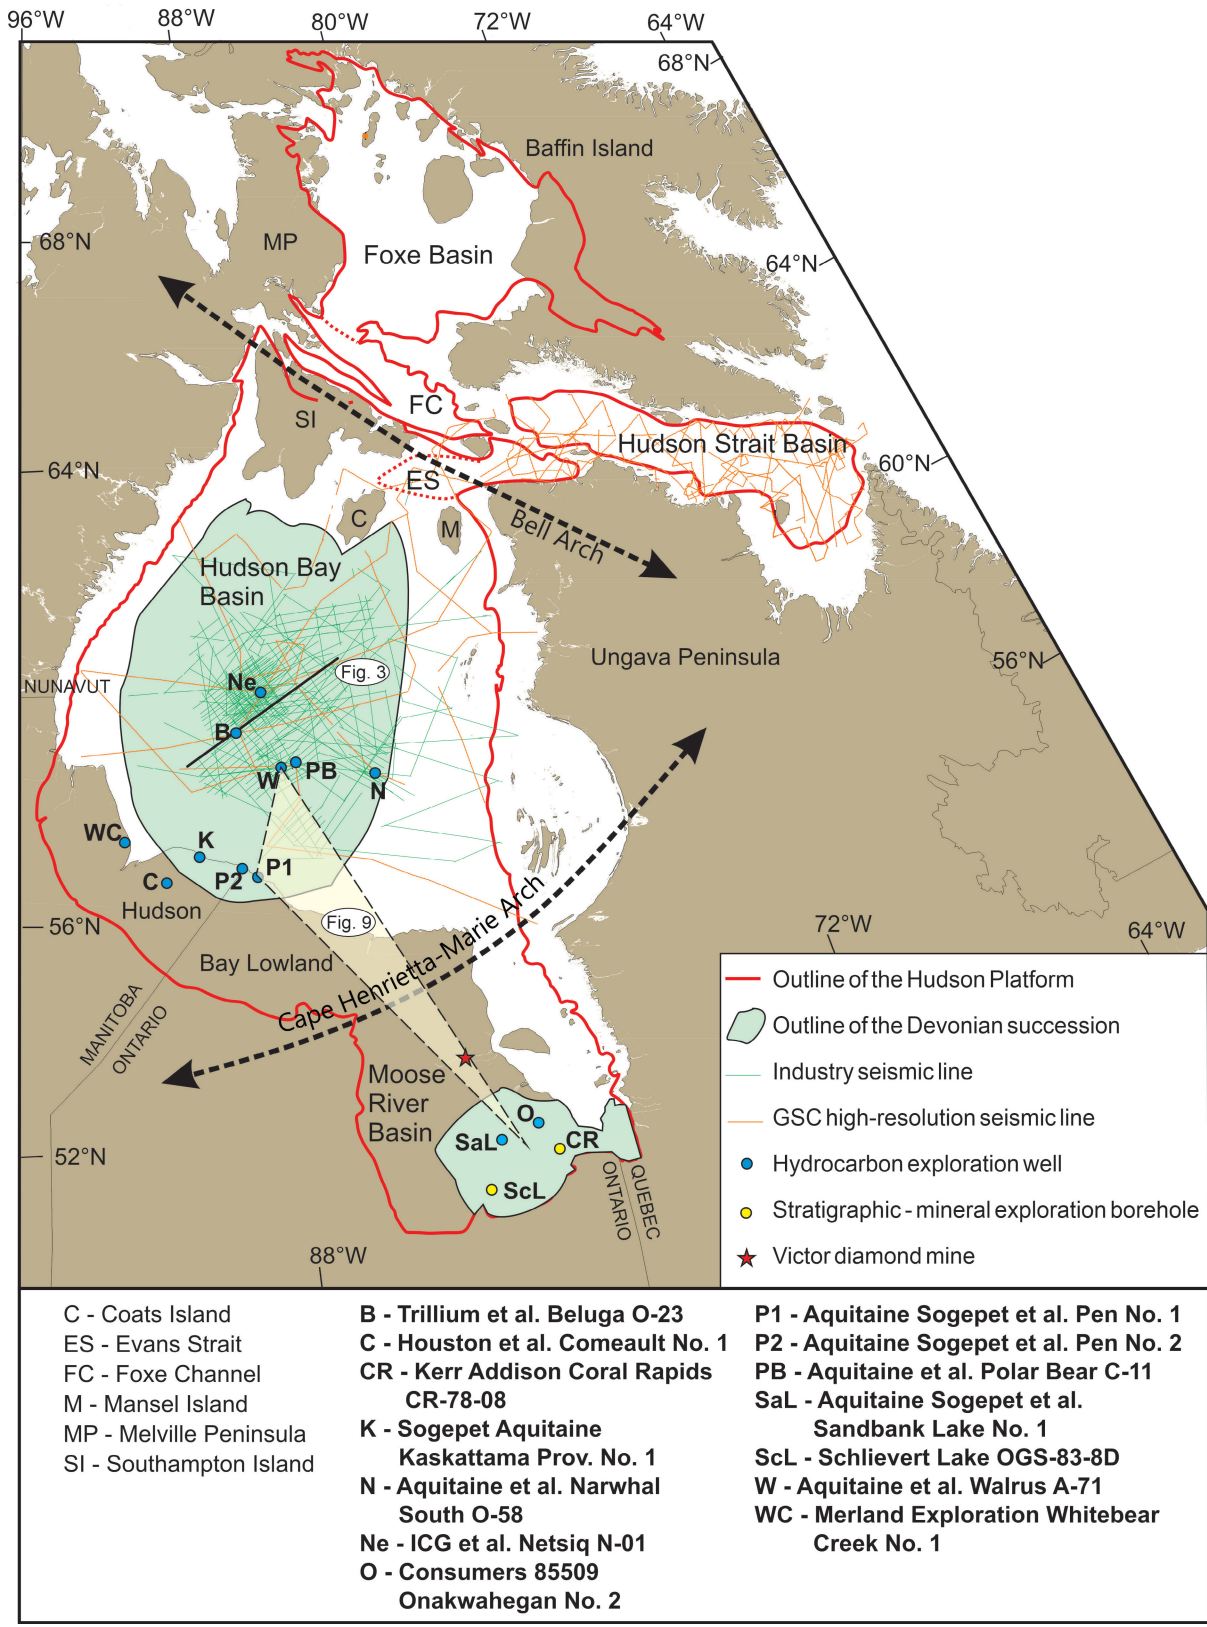 96°W 88°W 80°W 72°W 64°W
68°N
Baffin Island
68°N
MP
Foxe Basin
64°N
FC
SI
Hudson Strait Basin
60°N
64°N
ES
C
M
Bell Arch
Hudson Bay
Basin
Ungava Peninsula
56°N
Fig. 3
Ne
NUNAVUT
B
W
PB
N
WC
K
P1
P2
C
Hudson
Fig. 9
56°N
72°W
64°W
Bay Lowland
Cape Henrietta-Marie Arch
MANITOBA
ONTARIO
Moose
River
Basin
O
SaL
CR
52°N
ScL
ONTARIO
QUEBEC
88°W
Outline of the Hudson Platform
Outline of the Devonian succession
Industry seismic line
GSC high-resolution seismic line
Hydrocarbon exploration well
Stratigraphic - mineral exploration borehole
Victor diamond mine
C - Coats Island
ES - Evans Strait
FC - Foxe Channel
M - Mansel Island
MP - Melville Peninsula
SI - Southampton Island
B - Trillium et al. Beluga O-23
C - Houston et al. Comeault No. 1
CR - Kerr Addison Coral Rapids
CR-78-08
K - Sogepet Aquitaine
Kaskattama Prov. No. 1
N - Aquitaine et al. Narwhal
South O-58
Ne - ICG et al. Netsiq N-01
O - Consumers 85509
Onakwahegan No. 2
P1 - Aquitaine Sogepet et al. Pen No. 1
P2 - Aquitaine Sogepet et al. Pen No. 2
PB - Aquitaine et al. Polar Bear C-11
SaL - Aquitaine Sogepet et al.
Sandbank Lake No. 1
ScL - Schlievert Lake OGS-83-8D
W - Aquitaine et al. Walrus A-71
WC - Merland Exploration Whitebear
Creek No. 1